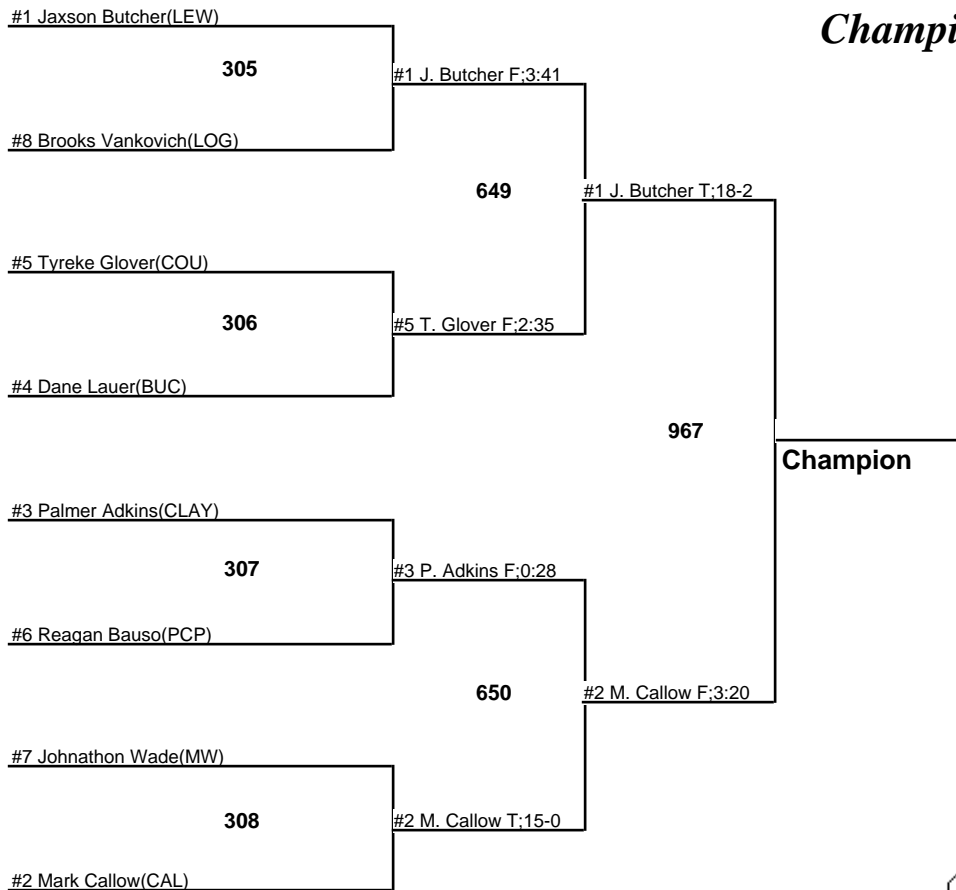 #1 Jaxson Butcher(LEW)
Champi
305
#1 J. Butcher F;3:41
#8 Brooks Vankovich(LOG)
649
#1 J. Butcher T;18-2
#5 Tyreke Glover(COU)
306
#5 T. Glover F;2:35
#4 Dane Lauer(BUC)
967
Champion
#3 Palmer Adkins(CLAY)
307
#3 P. Adkins F;0:28
#6 Reagan Bauso(PCP)
650
#2 M. Callow F;3:20
#7 Johnathon Wade(MW)
308
#2 M. Callow T;15-0
#2 Mark Callow(CAL)